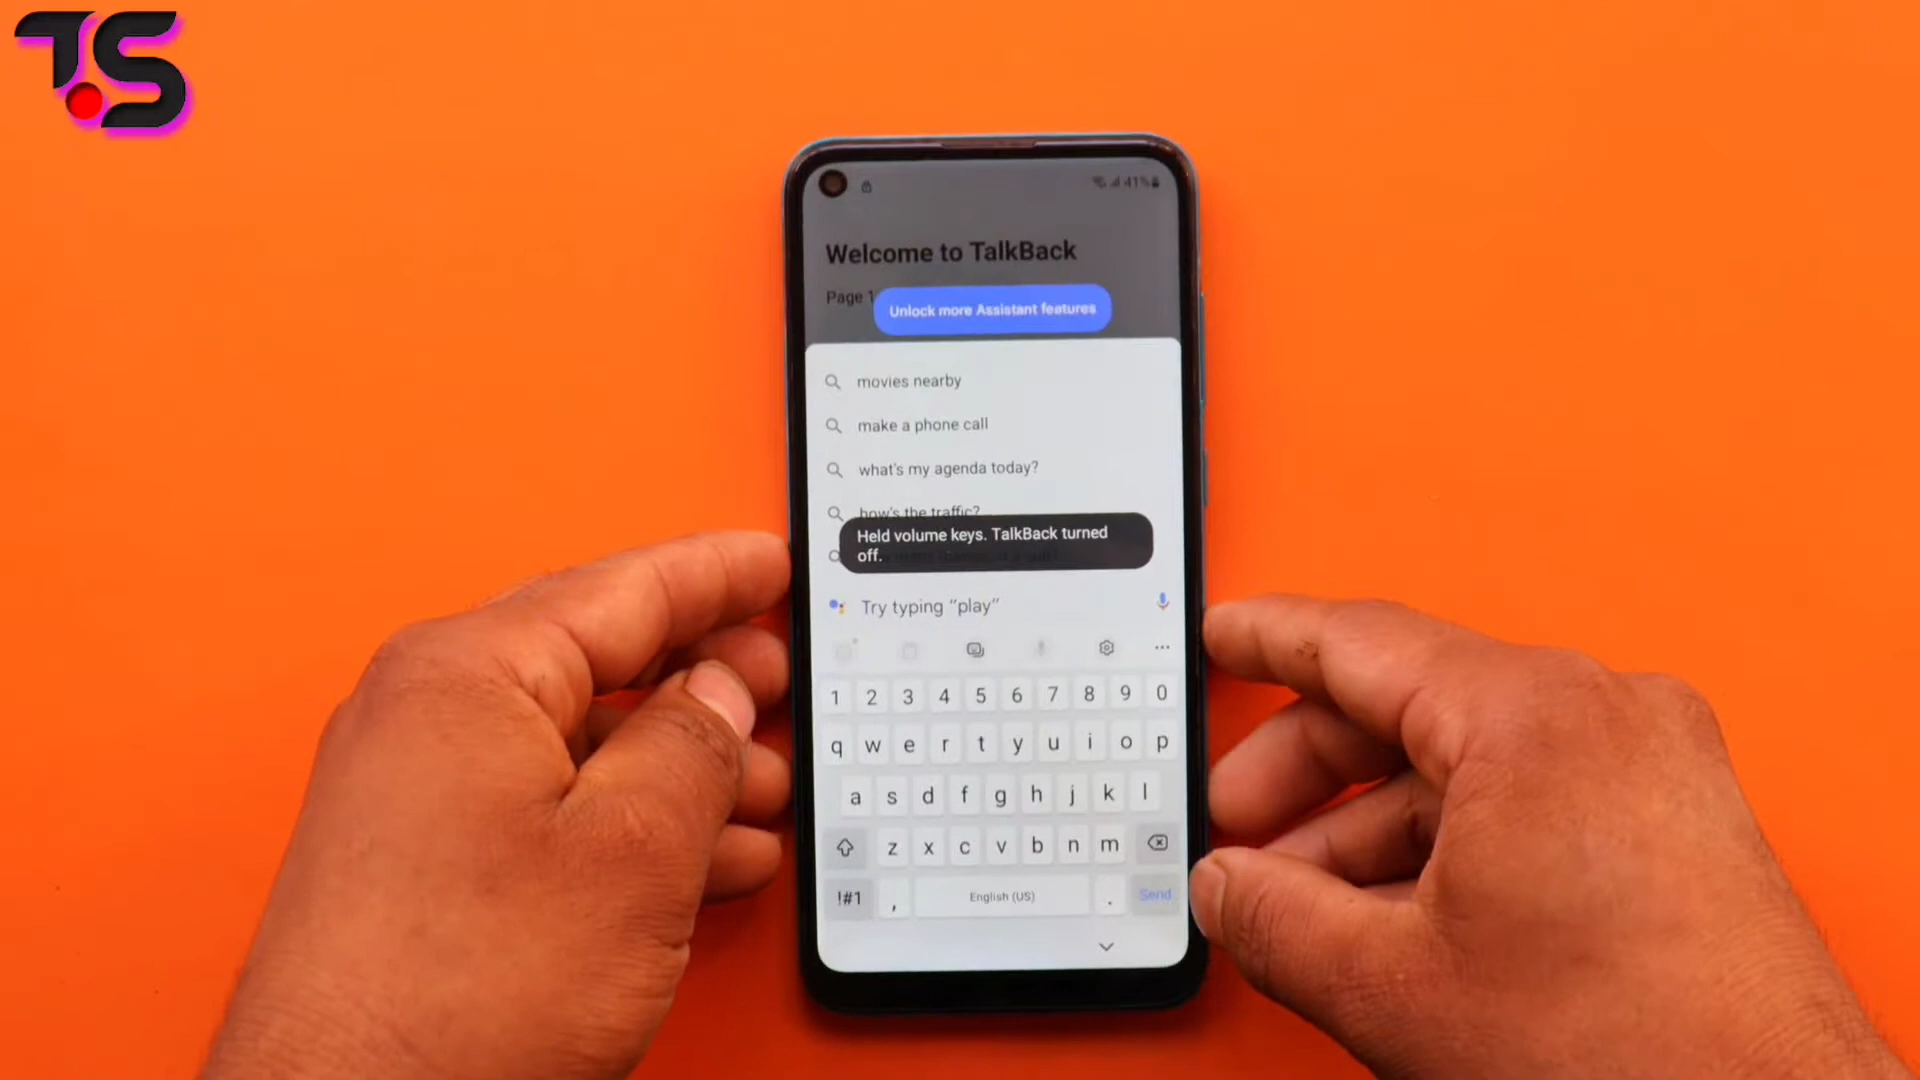 T.S
41%
Welcome to TalkBack
Page 1
Unlock more Assistant features
movies nearby
make a phone call
what's my agenda today?
how's the traffic?
Held volume keys. TalkBack turned
off.
Try typing "play"
1 2 3 4 5 6 7 8 9 0
q w e r t y u i o p
a s d f g h j k l
z x c v b n m
!#1 , English (US) . Send